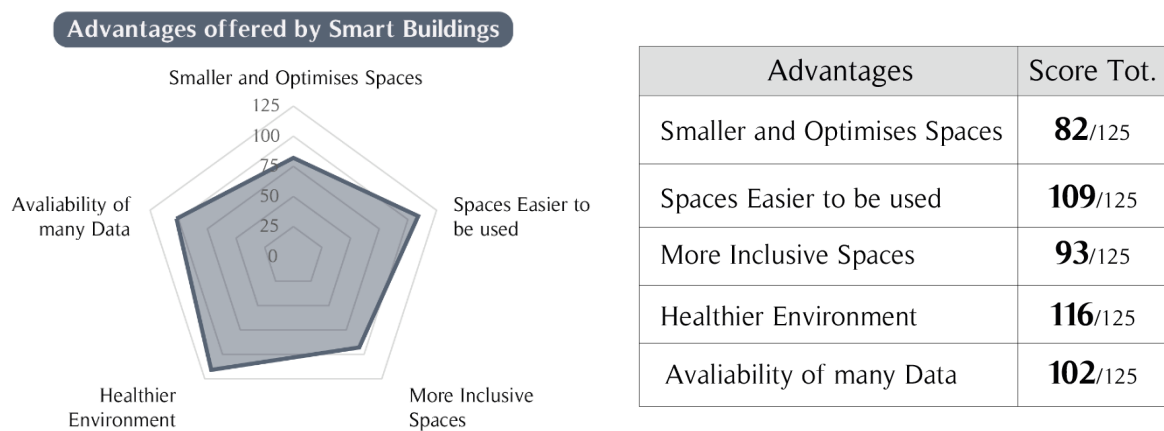 Advantages offered by Smart Buildings
Smaller and Optimises Spaces
125
100
75
50
25
0
Avaliability of
many Data
Spaces Easier to
be used
Healthier
Environment
More Inclusive
Spaces
Advantages Score Tot.
Smaller and Optimises Spaces 82/125
Spaces Easier to be used 109/125
More Inclusive Spaces 93/125
Healthier Environment 116/125
Avaliability of many Data 102/125